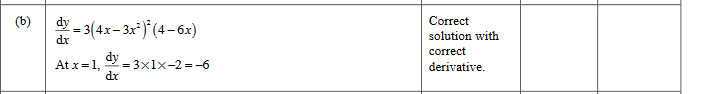 (b)
dy/dx = 3(4x−3x²)²(4−6x)
At x=1, dy/dx = 3×1×−2=−6
Correct
solution with
correct
derivative.